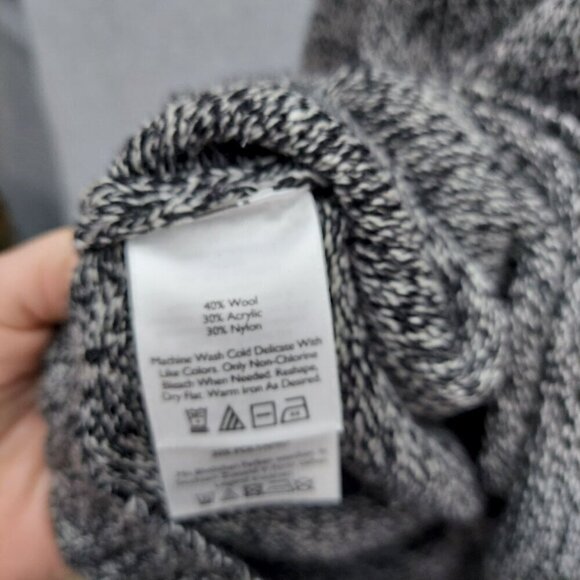 40% Wool
30% Acrylic
30% Nylon
Machine Wash Cold Delicate With
Like Colors. Only Non-Chlorine
Bleach When Needed. Reshape,
Dry Flat. Warm Iron As Desired.